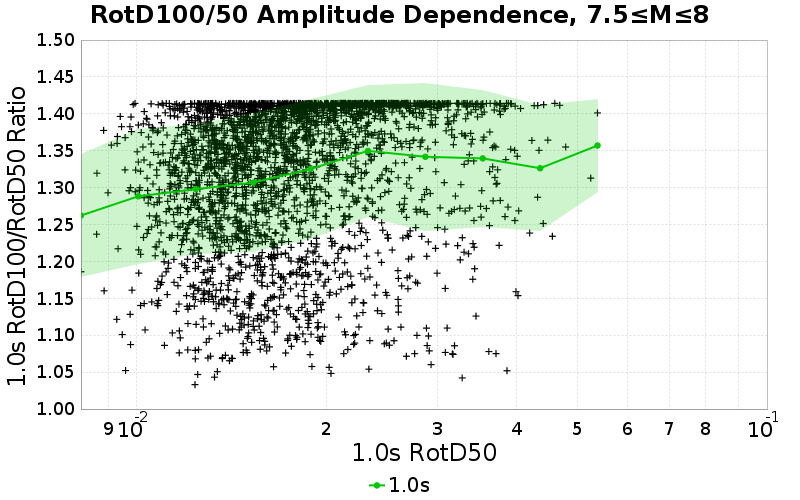 RotD100/50 Amplitude Dependence, 7.5≤M≤8
1.0s RotD100/RotD50 Ratio
1.50
1.45
1.40
1.35
1.30
1.25
1.20
1.15
1.10
1.05
1.00
9 10-2 2 3 4 5 6 7 8 10-1
1.0s RotD50
1.0s